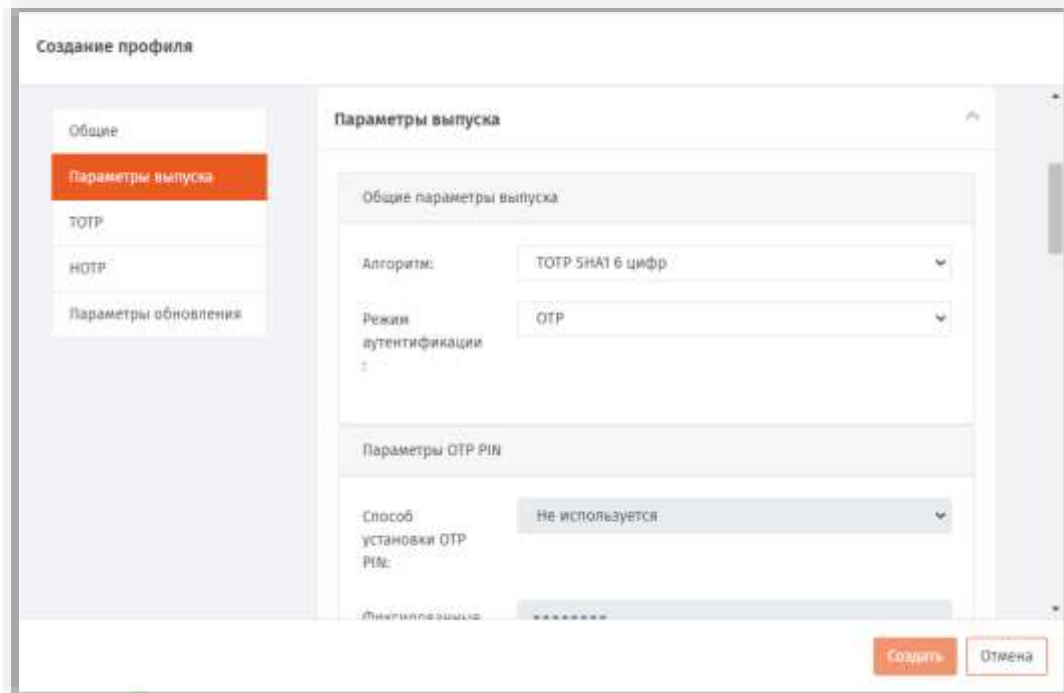 Создание профиля
Общие
Параметры выпуска
TOTP
HOTP
Параметры обновления
Параметры выпуска
Общие параметры выпуска
Алгоритм:
TOTP SHA1 6 цифр
Режим
аутентификации
:
OTP
Параметры OTP PIN
Способ
установки OTP
PIN:
Не используется
Фиксированные
Создать
Отмена